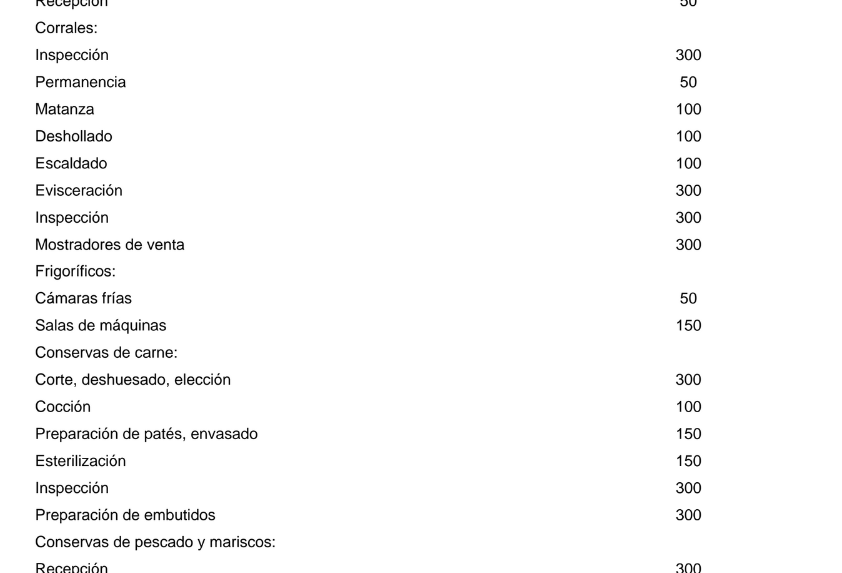 Recepción 50
Corrales:
Inspección 300
Permanencia 50
Matanza 100
Deshollado 100
Escaldado 100
Evisceración 300
Inspección 300
Mostradores de venta 300
Frigoríficos:
Cámaras frías 50
Salas de máquinas 150
Conservas de carne:
Corte, deshuesado, elección 300
Cocción 100
Preparación de patés, envasado 150
Esterilización 150
Inspección 300
Preparación de embutidos 300
Conservas de pescado y mariscos:
Recepción 300